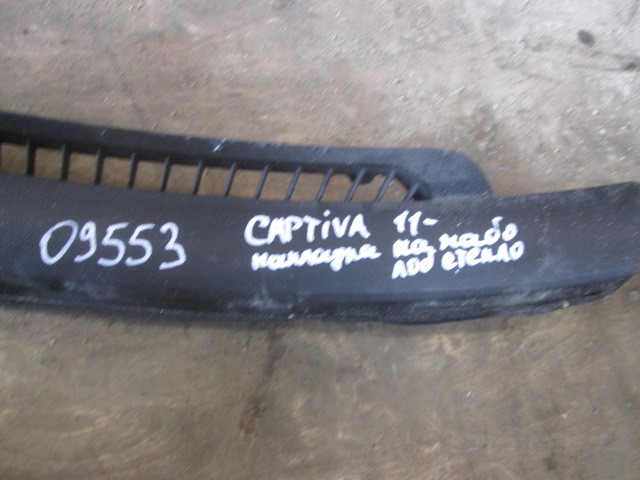 09553
CAPTIVA 11-
накладка на жабо
под стекло